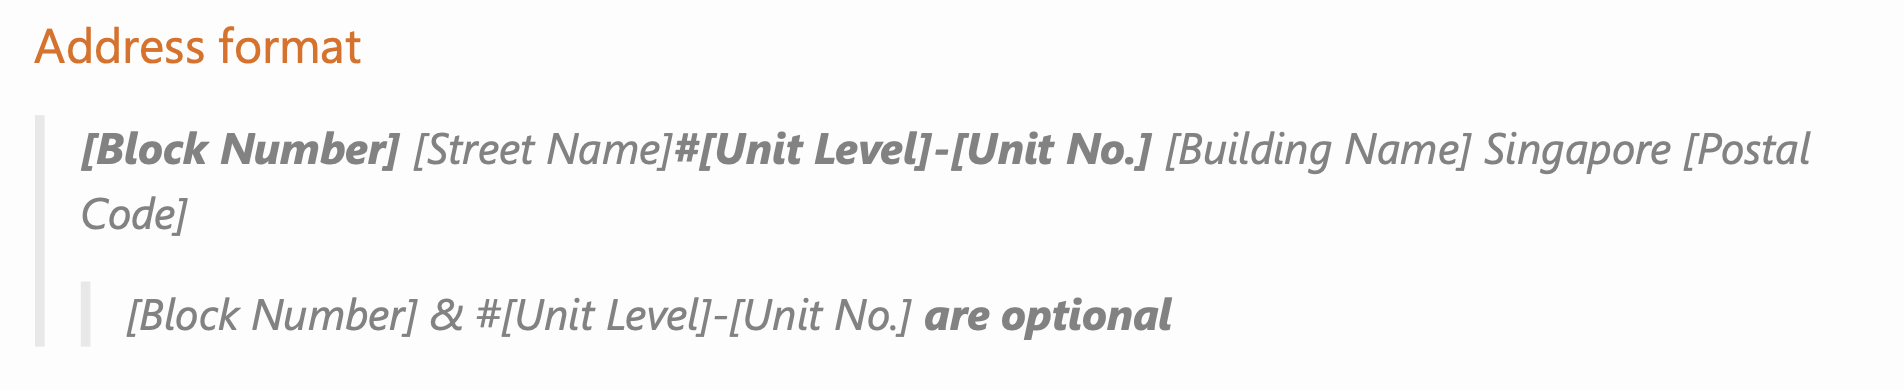 Address format
[Block Number] [Street Name]#[Unit Level]-[Unit No.] [Building Name] Singapore [Postal
Code]
[Block Number] & #[Unit Level]-[Unit No.] are optional